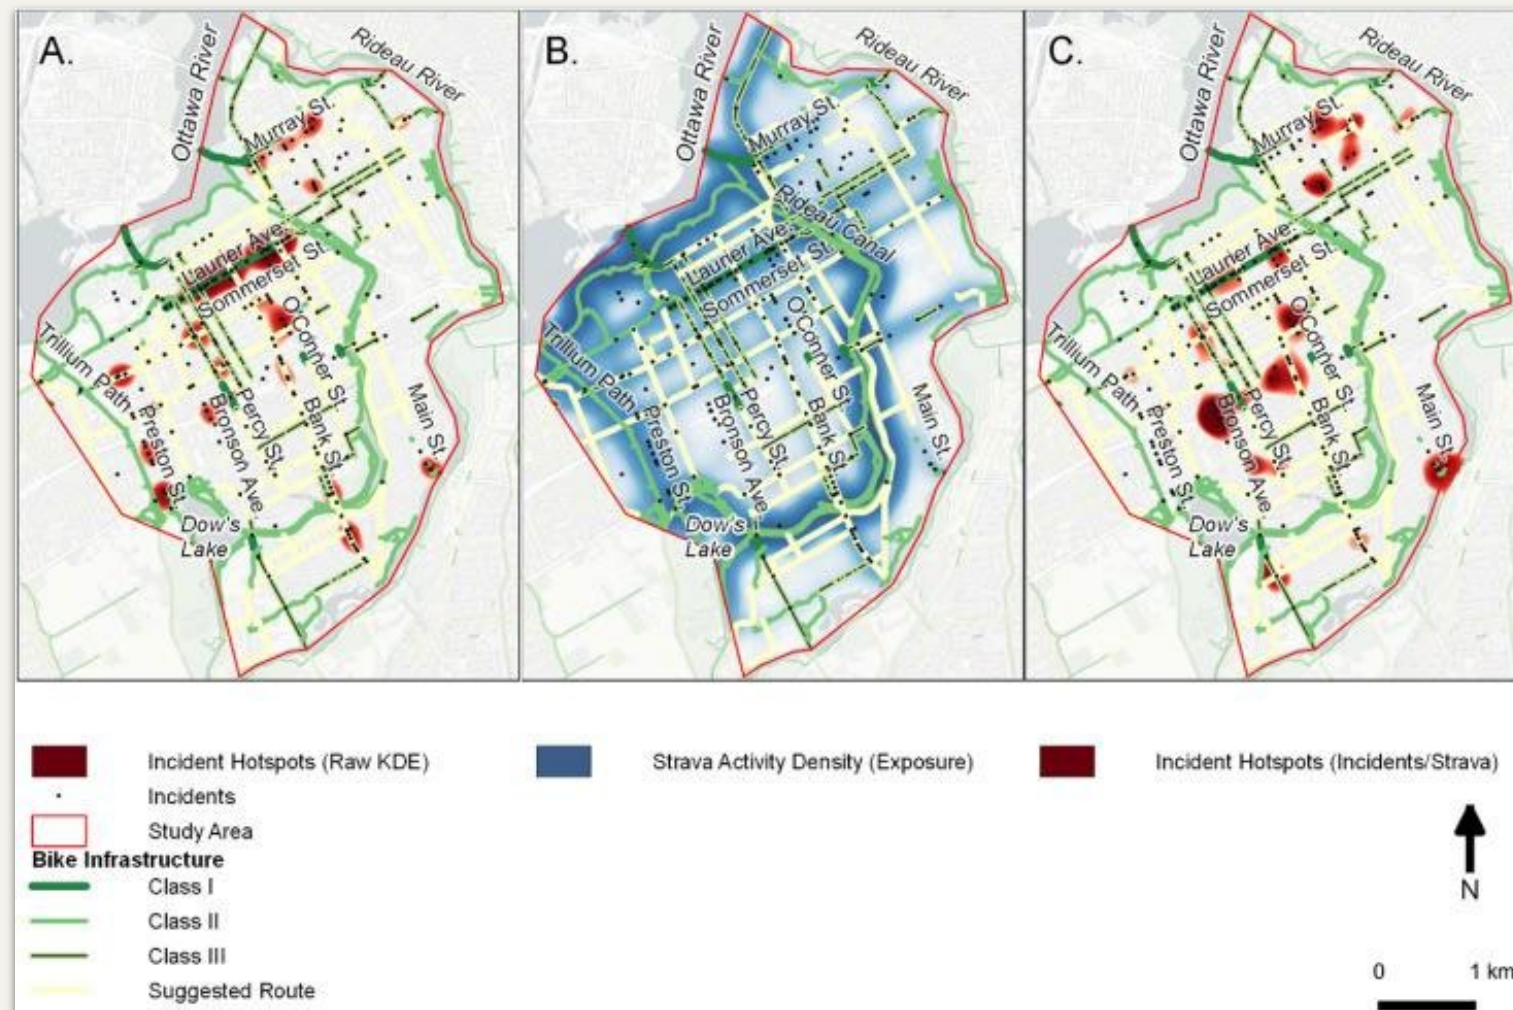 A.
Ottawa River
Rideau River
Murray St.
Laurier Ave.
Sommerset St.
O'Conner St.
Trillium Path
Preston St.
Bronson Ave.
Percy St.
Bank St.
Main St.
Dow's
Lake
B.
Ottawa River
Rideau River
Murray St.
Rideau Canal
Laurier Ave.
Sommerset St.
O'Conner St.
Trillium Path
Preston St.
Bronson Ave.
Percy St.
Bank St.
Main St.
Dow's
Lake
C.
Ottawa River
Rideau River
Murray St.
Laurier Ave.
Sommerset St.
O'Conner St.
Trillium Path
Preston St.
Bronson Ave.
Percy St.
Bank St.
Main St.
Dow's
Lake
Incident Hotspots (Raw KDE)
Strava Activity Density (Exposure)
Incident Hotspots (Incidents/Strava)
Incidents
Study Area
Bike Infrastructure
Class I
Class II
Class III
Suggested Route
N
0 1 km